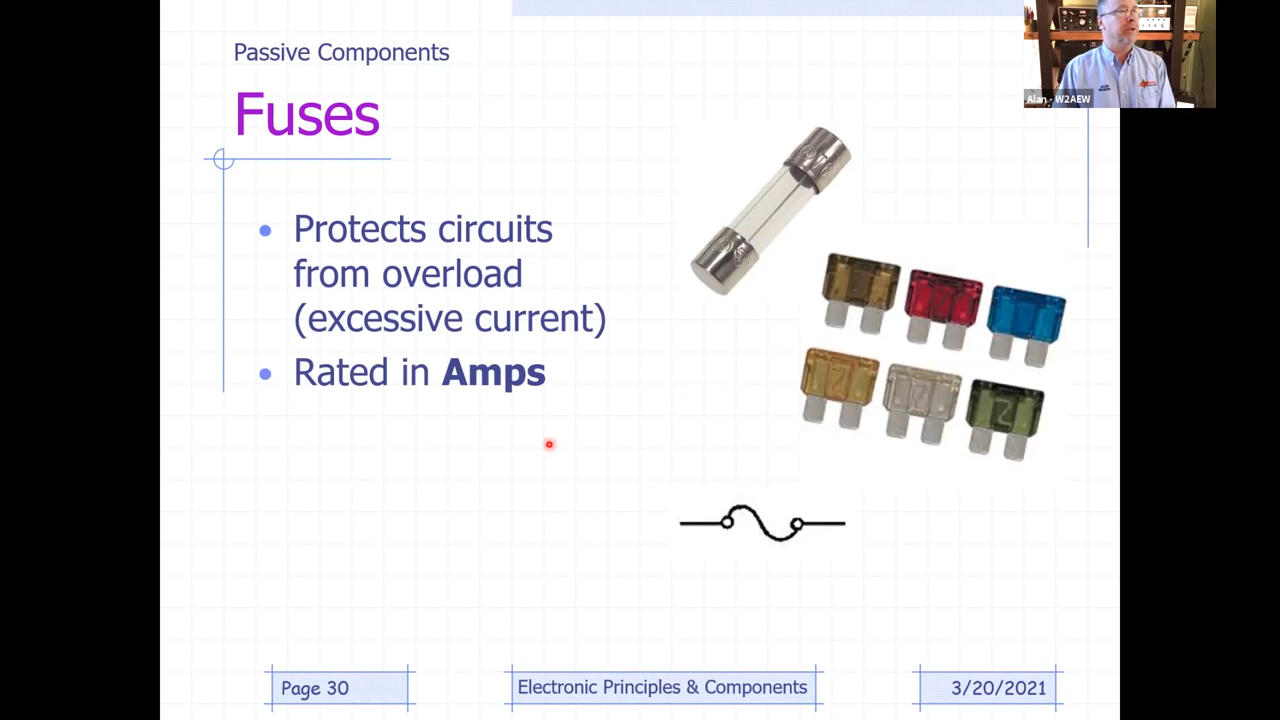 Passive Components
Fuses
Alan - W2AEW
• Protects circuits
from overload
(excessive current)
• Rated in Amps
Page 30
Electronic Principles & Components
3/20/2021